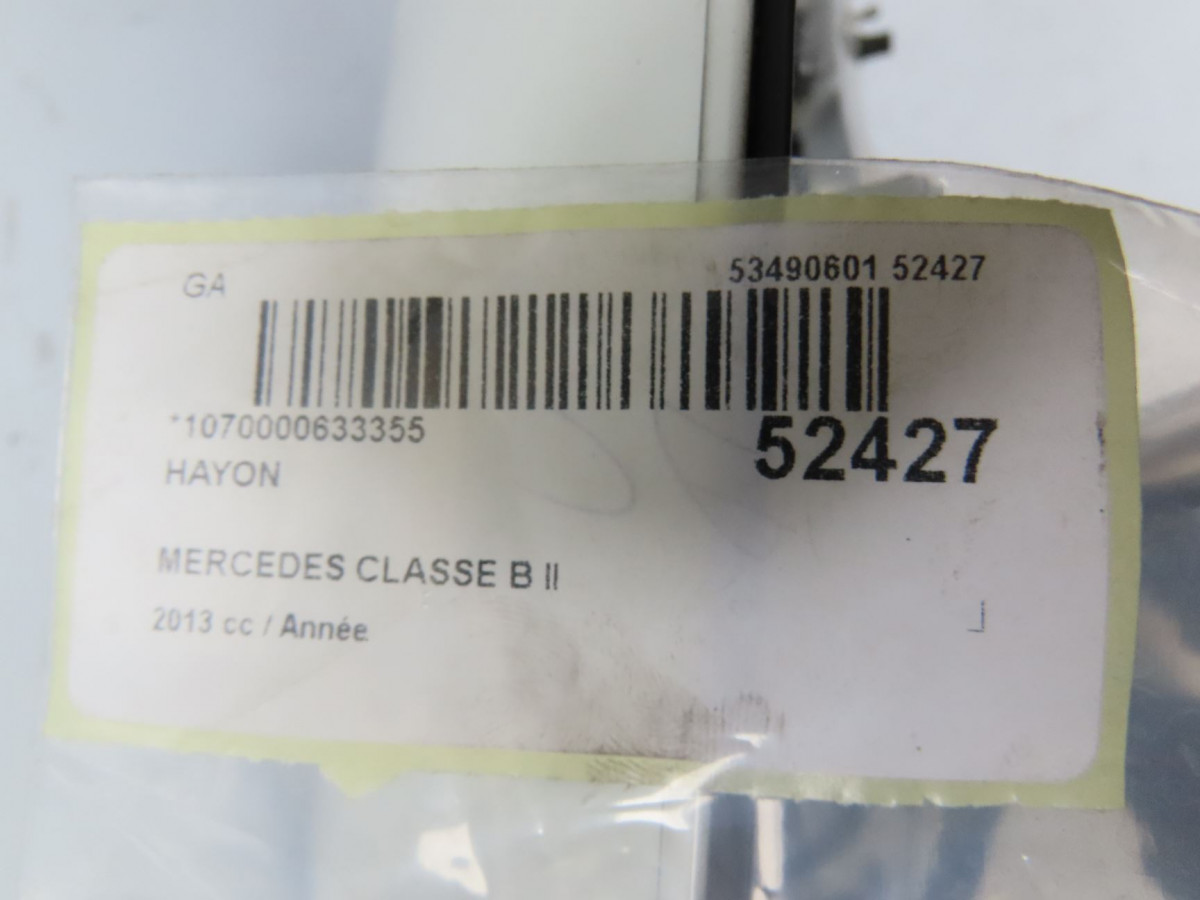 GA
53490601 52427
*1070000633355
52427
HAYON
MERCEDES CLASSE B II
2013 cc / Année